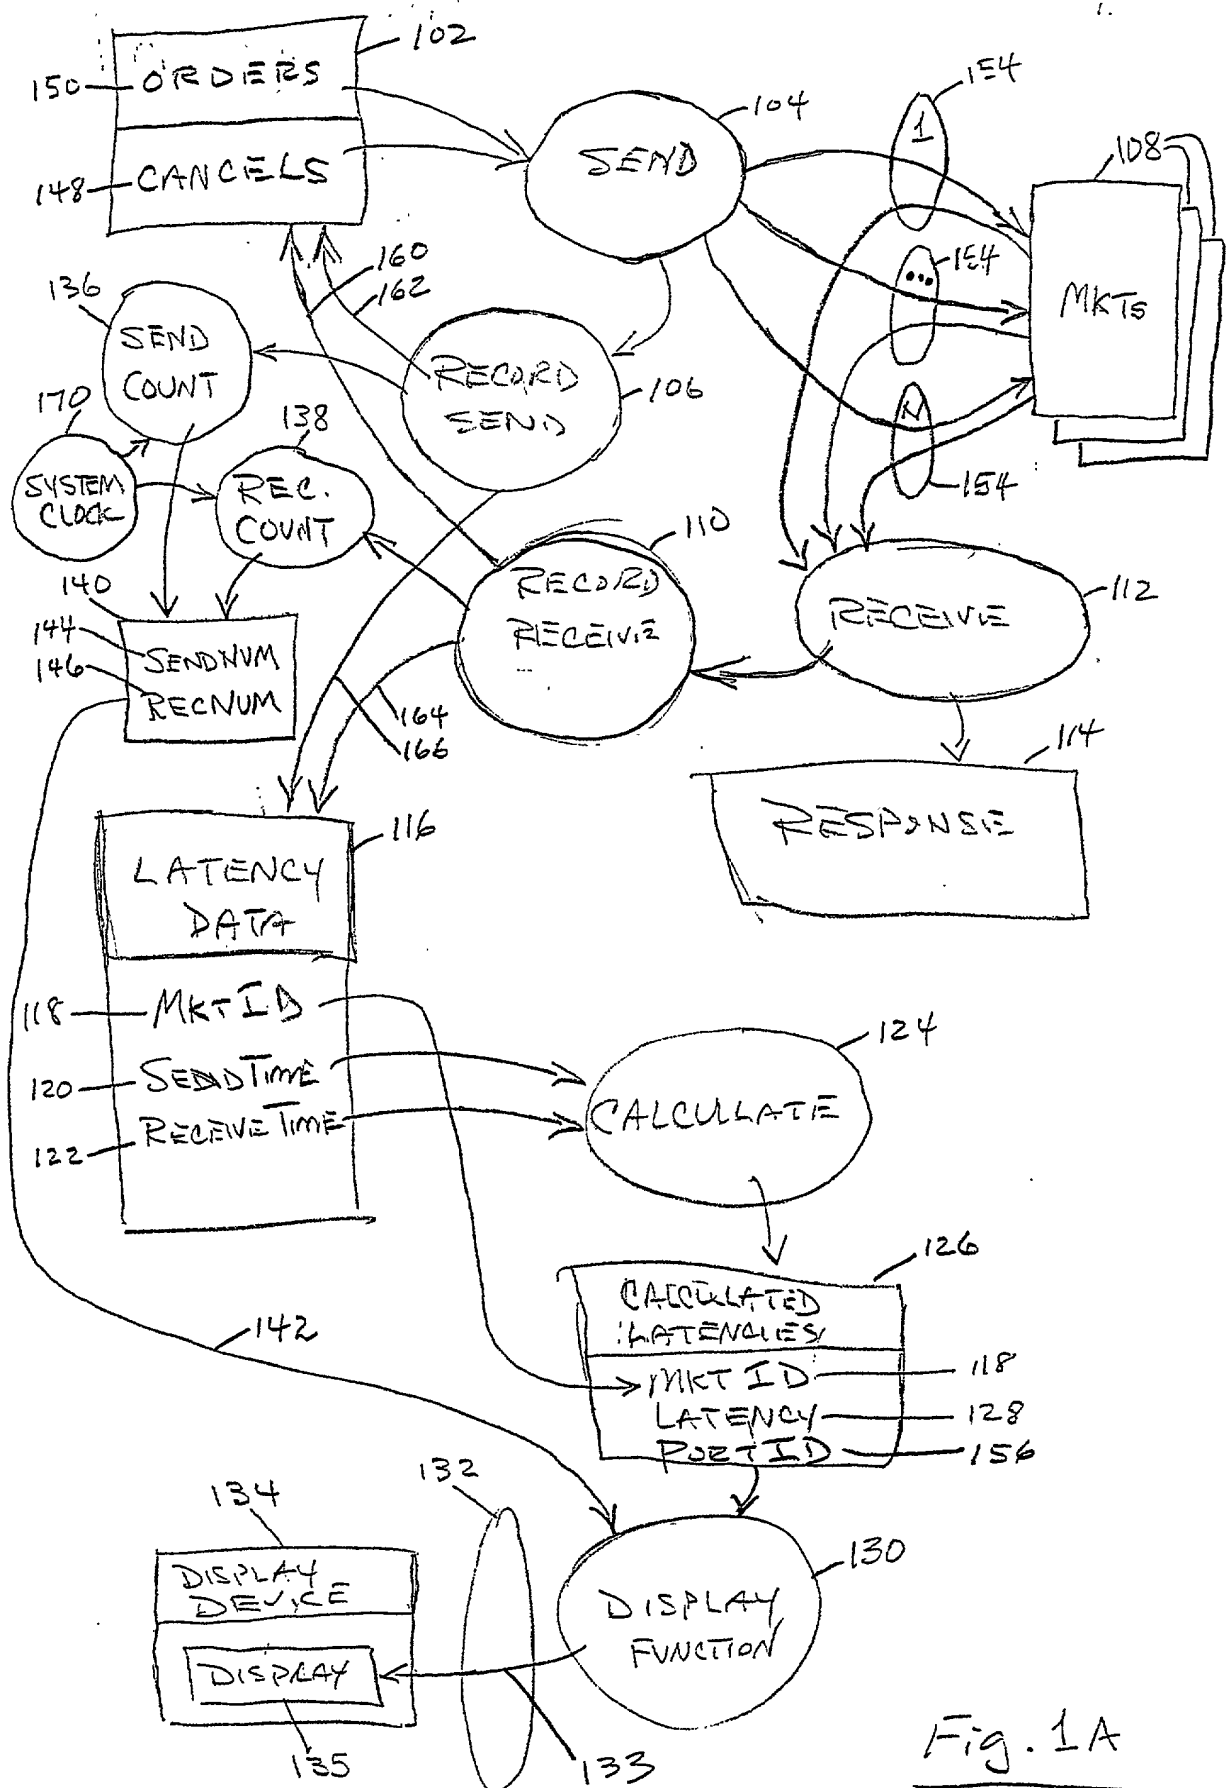 102
150 ORDERS
148 CANCELS
104
SEND
154
1
108
MKTs
154
...
N
154
160
162
136
SEND
COUNT
RECORD
SEND
106
170
SYSTEM
CLOCK
138
REC.
COUNT
110
RECORD
RECEIVE
112
RECEIVE
140
144 SENDNUM
146 RECNUM
164
166
114
RESPONSE
116
LATENCY
DATA
118 MKTID
120 SENDTIME
122 RECEIVETIME
124
CALCULATE
126
CALCULATED
LATENCIES
MKT ID 118
LATENCY 128
PORTID 156
142
132
134
DISPLAY
DEVICE
DISPLAY
135
133
130
DISPLAY
FUNCTION
Fig. 1A